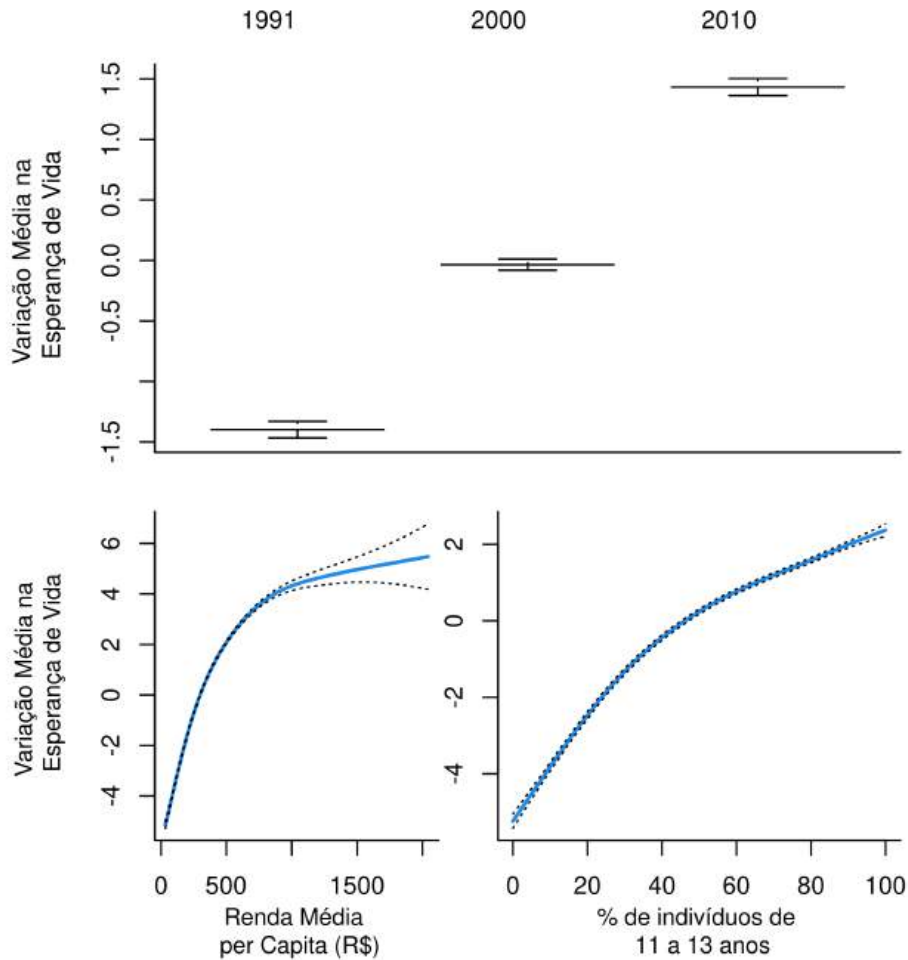 1991 2000 2010
1.5
1.0
0.5
0.0
-0.5
-1.5
Variação Média na
Esperança de Vida
6
4
2
0
-2
-4
Variação Média na
Esperança de Vida
0 500 1500
Renda Média
per Capita (R$)
2
0
-2
-4
0 20 40 60 80 100
% de indivíduos de
11 a 13 anos